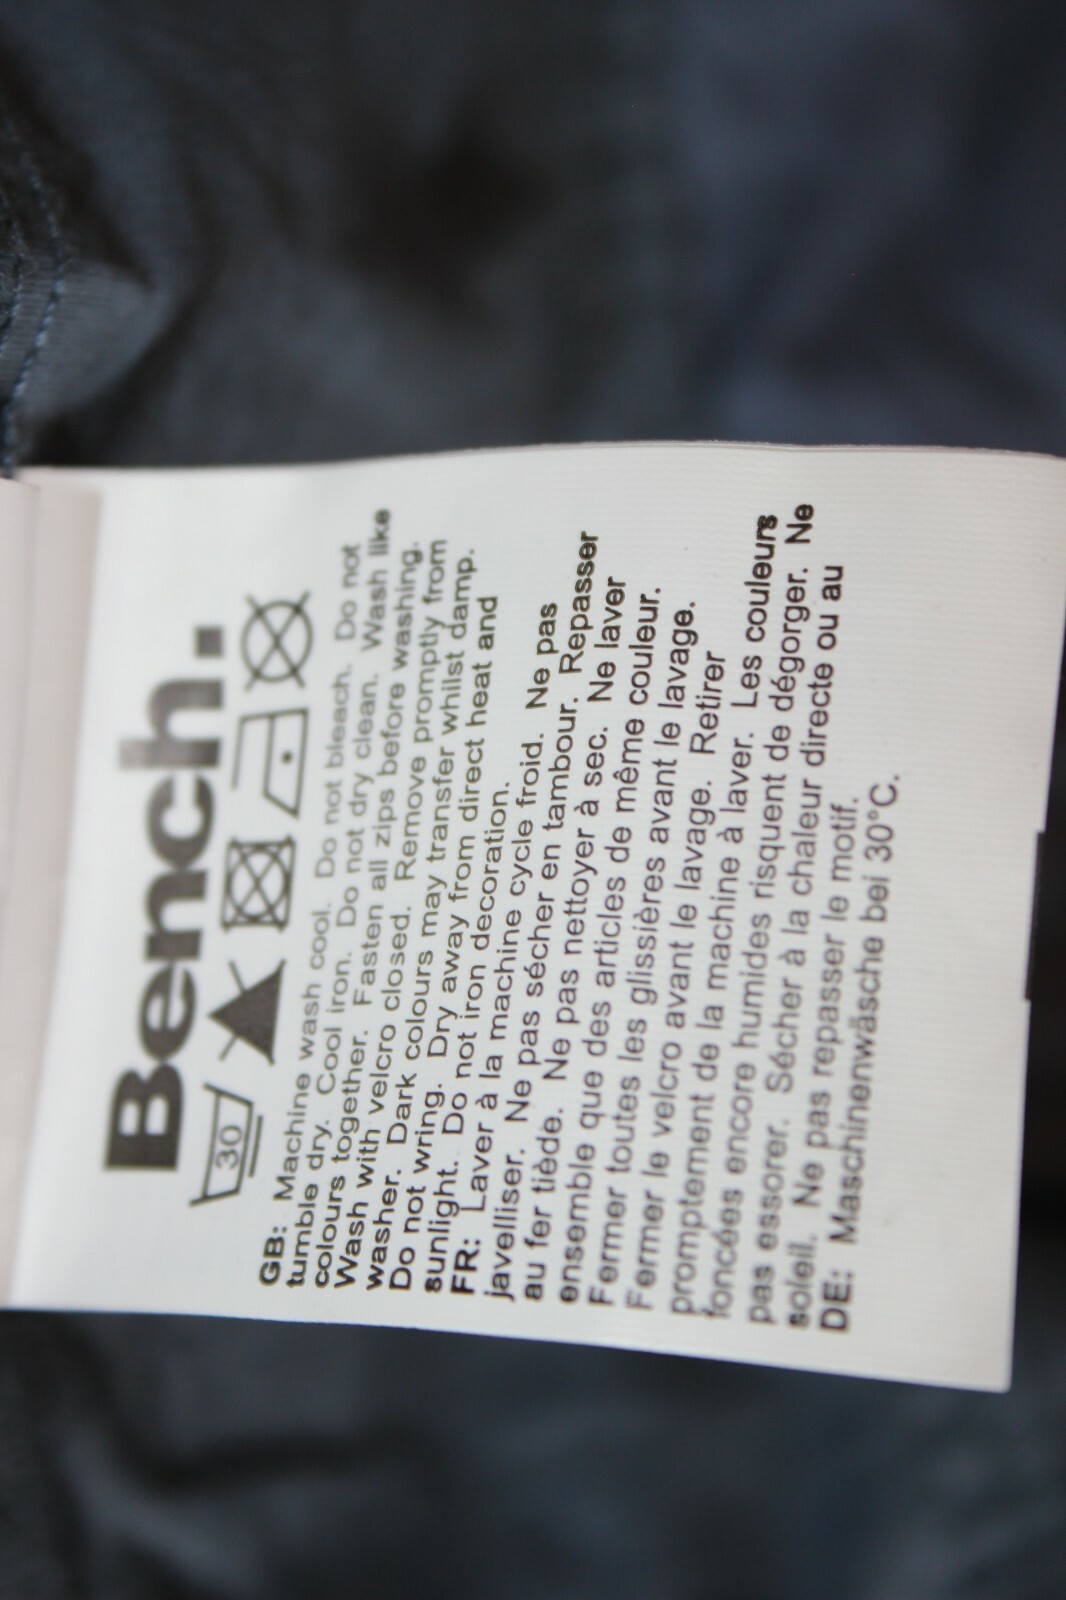 Bench.
30
GB: Machine wash cool. Do not bleach. Do not
tumble dry. Cool iron. Do not dry clean. Wash like
colours together. Fasten all zips before washing.
Wash with velcro closed. Remove promptly from
washer. Dark colours may transfer whilst damp.
Do not wring. Dry away from direct heat and
sunlight. Do not iron decoration.
FR: Laver à la machine cycle froid. Ne pas
javelliser. Ne pas sécher en tambour. Repasser
au fer tiède. Ne pas nettoyer à sec. Ne laver
ensemble que des articles de même couleur.
Fermer toutes les glissières avant le lavage.
Fermer le velcro avant le lavage. Retirer
promptement de la machine à laver. Les couleurs
foncées encore humides risquent de dégorger. Ne
pas essorer. Sécher à la chaleur directe ou au
soleil. Ne pas repasser le motif.
DE: Maschinenwäsche bei 30°C.